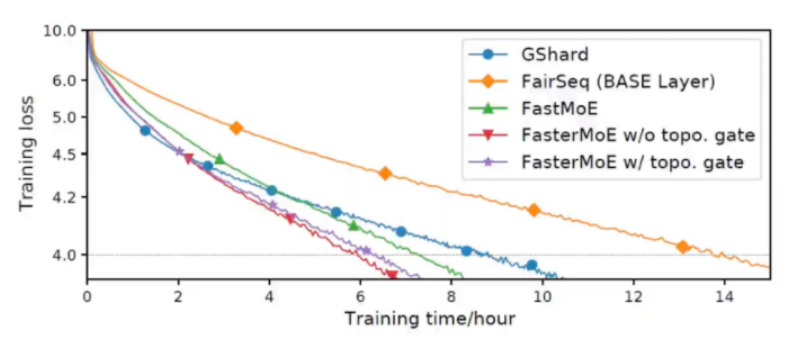 10.0
6.0
5.0
4.5
4.2
4.0
Training loss
GShard
FairSeq (BASE Layer)
FastMoE
FasterMoE w/o topo. gate
FasterMoE w/ topo. gate
0 2 4 6 8 10 12 14
Training time/hour